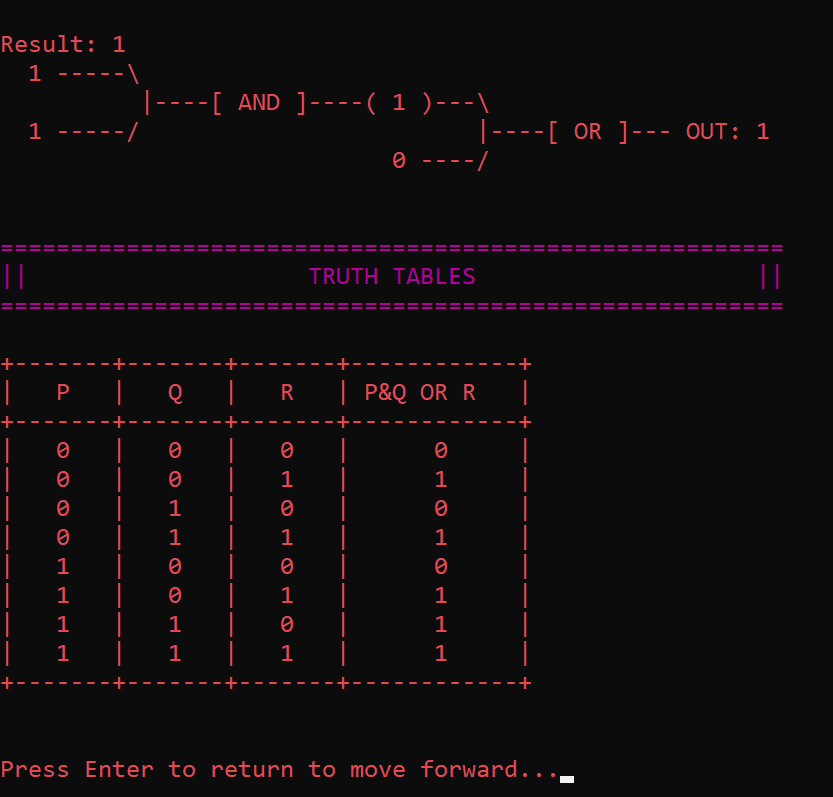 Result: 1
  1 -----\
          |----[ AND ]----( 1 )---\
  1 -----/                        |----[ OR ]--- OUT: 1
                            0 ----/
========================================================
||                    TRUTH TABLES                    ||
========================================================
+-------+-------+-------+------------+
|   P   |   Q   |   R   | P&Q OR R   |
+-------+-------+-------+------------+
|   0   |   0   |   0   |      0     |
|   0   |   0   |   1   |      1     |
|   0   |   1   |   0   |      0     |
|   0   |   1   |   1   |      1     |
|   1   |   0   |   0   |      0     |
|   1   |   0   |   1   |      1     |
|   1   |   1   |   0   |      1     |
|   1   |   1   |   1   |      1     |
+-------+-------+-------+------------+
Press Enter to return to move forward...